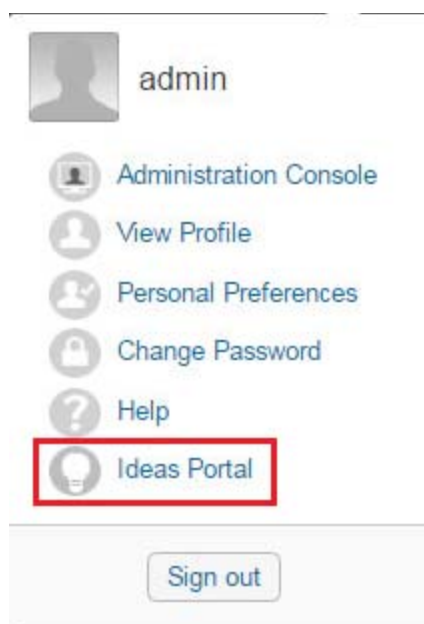 admin
Administration Console
View Profile
Personal Preferences
Change Password
Help
Ideas Portal
Sign out